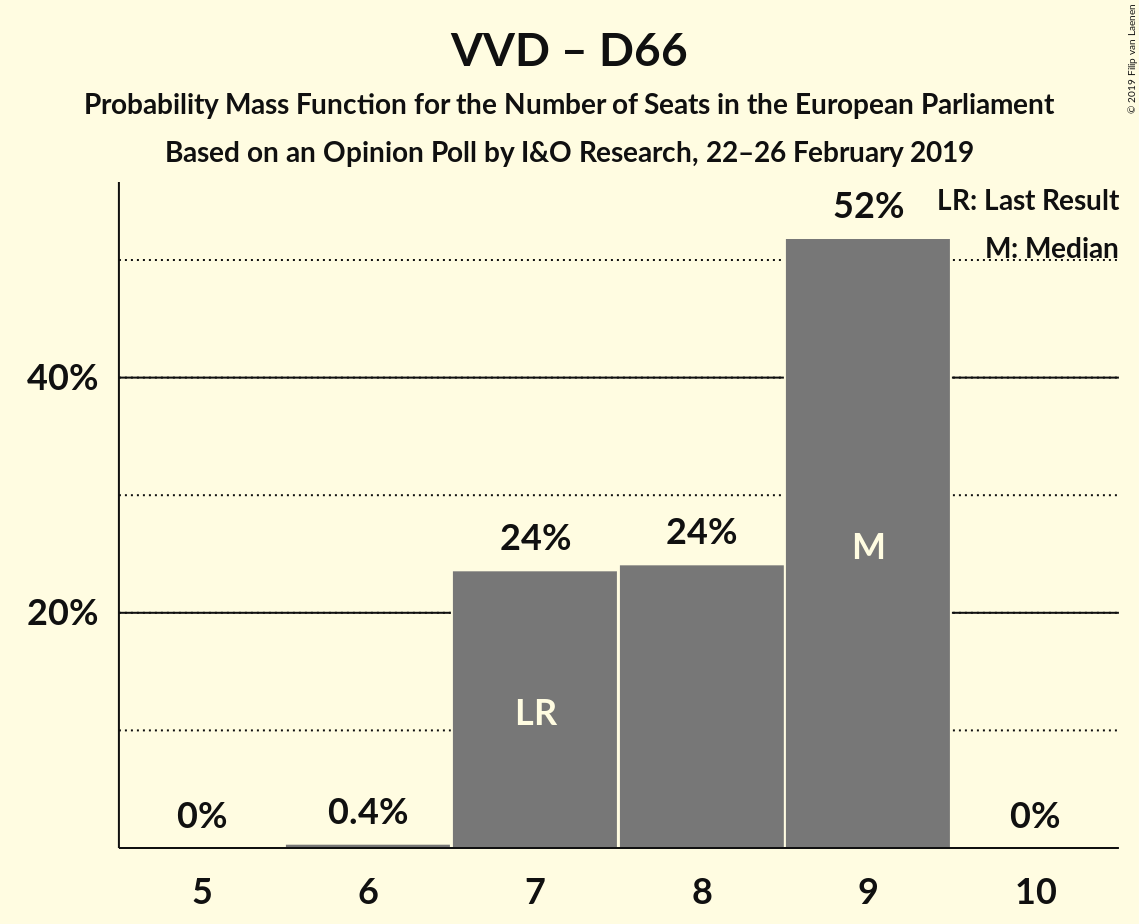 VVD – D66
Probability Mass Function for the Number of Seats in the European Parliament
Based on an Opinion Poll by I&O Research, 22–26 February 2019
© 2019 Filip van Laenen
LR: Last Result
M: Median
52%
40%
24%
24%
M
20%
LR
0%
0.4%
0%
5
6
7
8
9
10